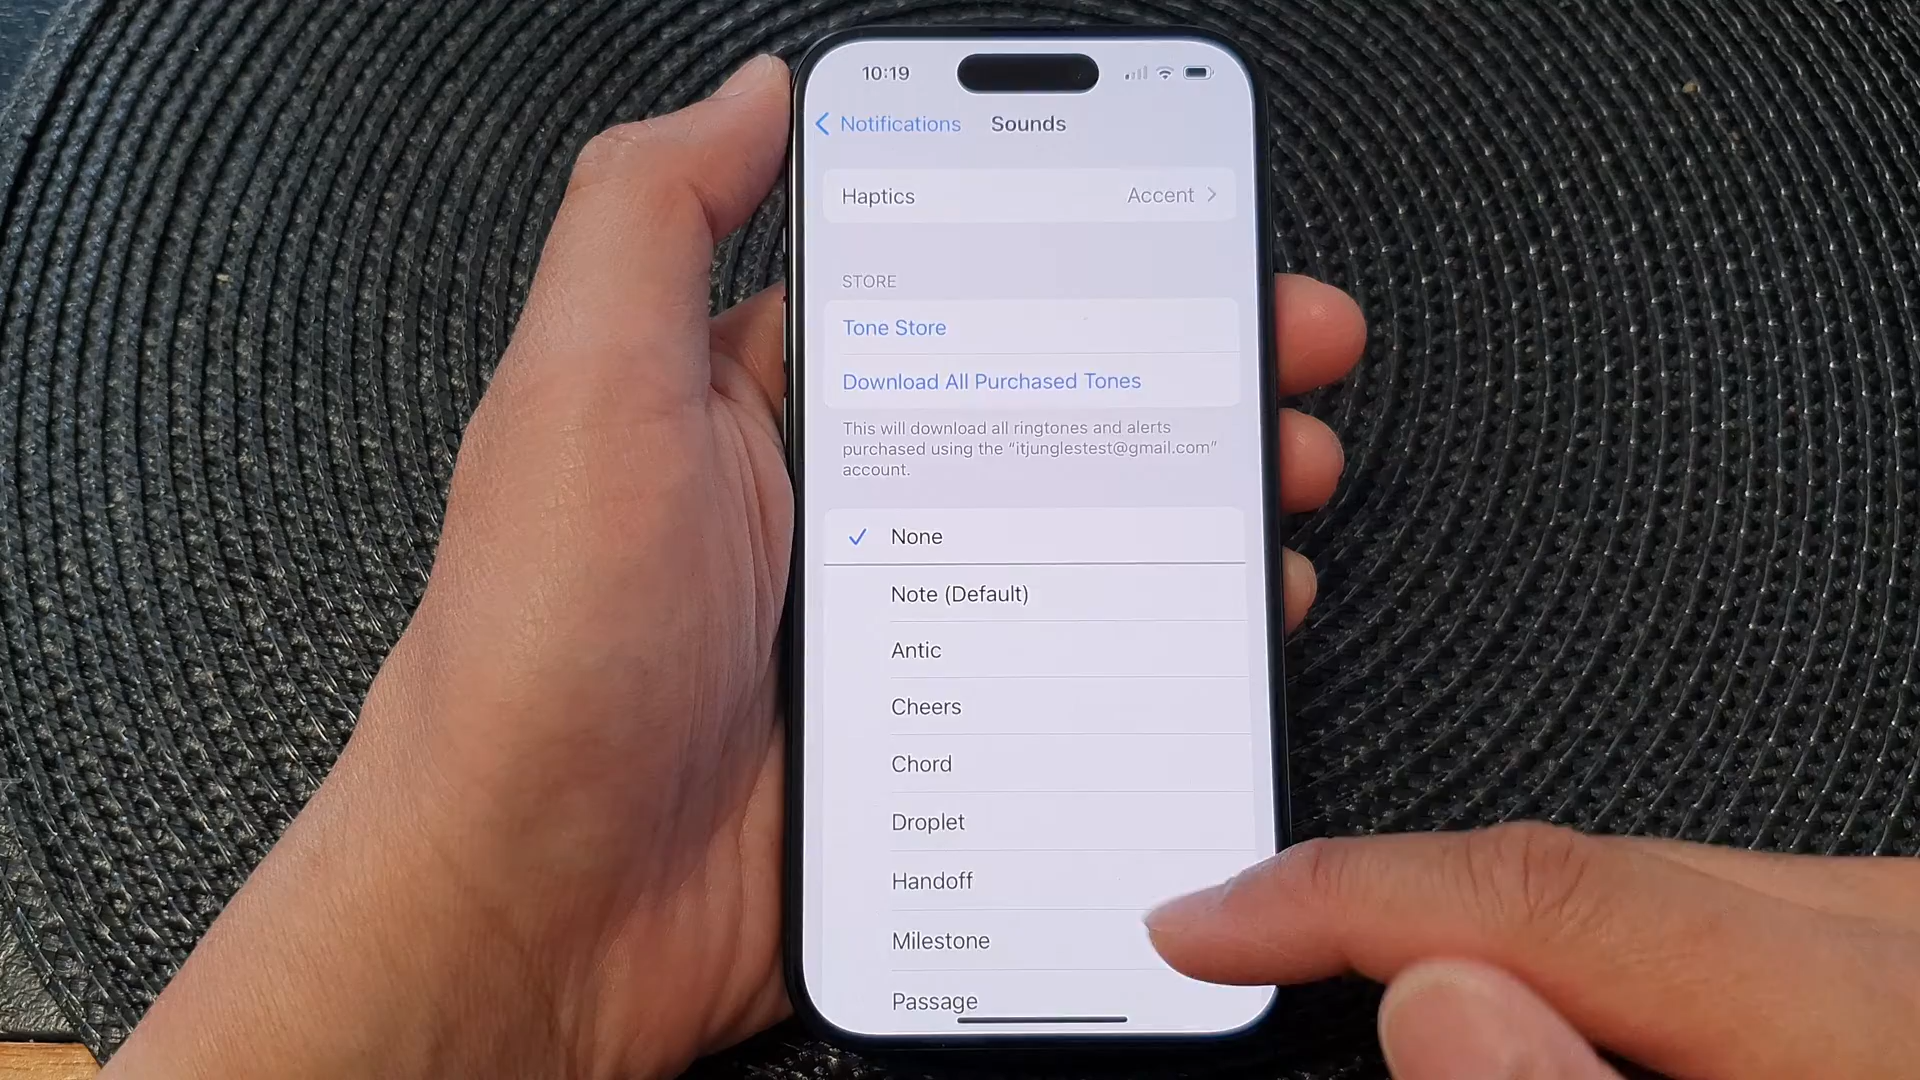 10:19
Notifications Sounds
Haptics Accent
STORE
Tone Store
Download All Purchased Tones
This will download all ringtones and alerts
purchased using the “itjunglestest@gmail.com”
account.
None
Note (Default)
Antic
Cheers
Chord
Droplet
Handoff
Milestone
Passage